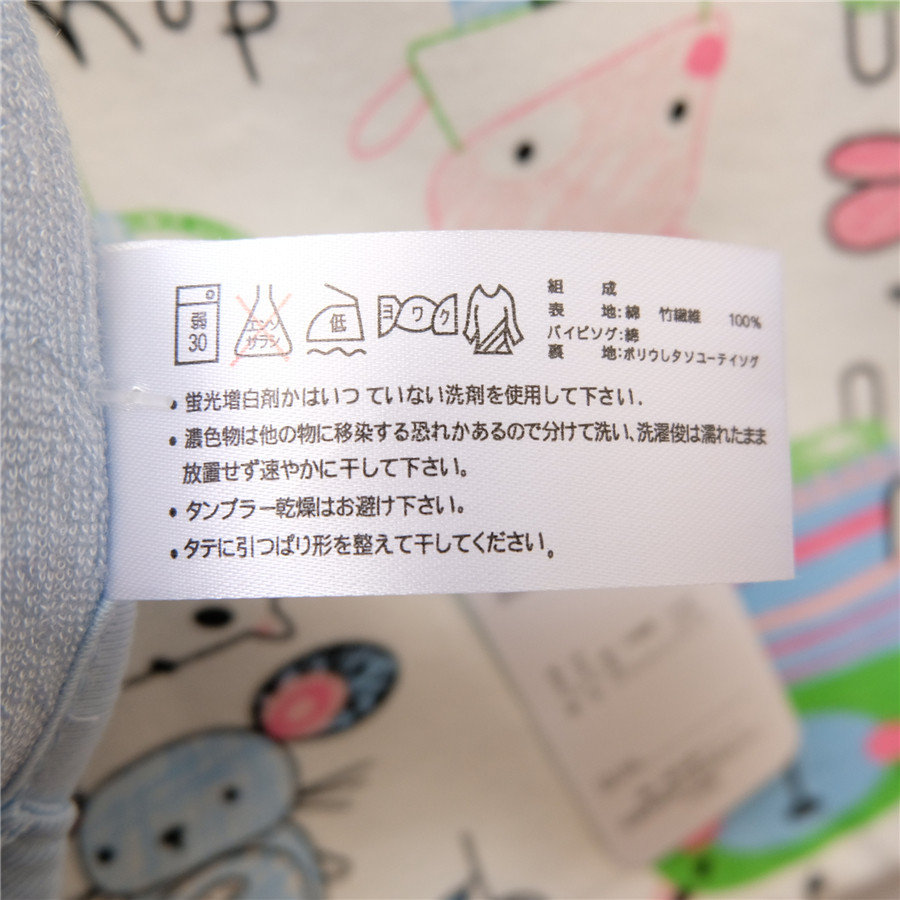 hop
弱
30
エンソ
サラシ
低
ヨワク
組 成
表 地:綿 竹繊維 100%
パイピソグ:綿
裏 地:ポリウレタソユーテイソグ
・蛍光増白剤かはいつ ていない洗剤を使用して下さい.
・濃色物は他の物に移染する恐れかあるので分けて洗い、洗濯俊は濡れたまま
放置せず速やかに干して下さい。
・タンブラー乾燥はお避け下さい。
・タテに引つぱり形を整えて干してください。